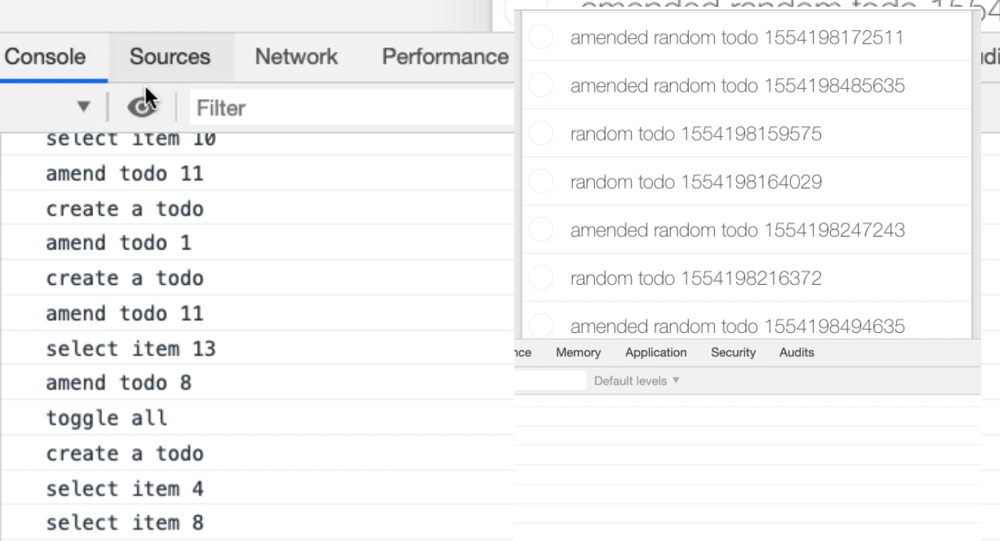 Console Sources Network Performance
Filter
select item 10
amend todo 11
create a todo
amend todo 1
create a todo
amend todo 11
select item 13
amend todo 8
toggle all
create a todo
select item 4
select item 8
amended random todo
amended random todo 1554198172511
amended random todo 1554198485635
random todo 1554198159575
random todo 1554198164029
amended random todo 1554198247243
random todo 1554198216372
amended random todo 1554198494635
Memory Application Security Audits
Default levels